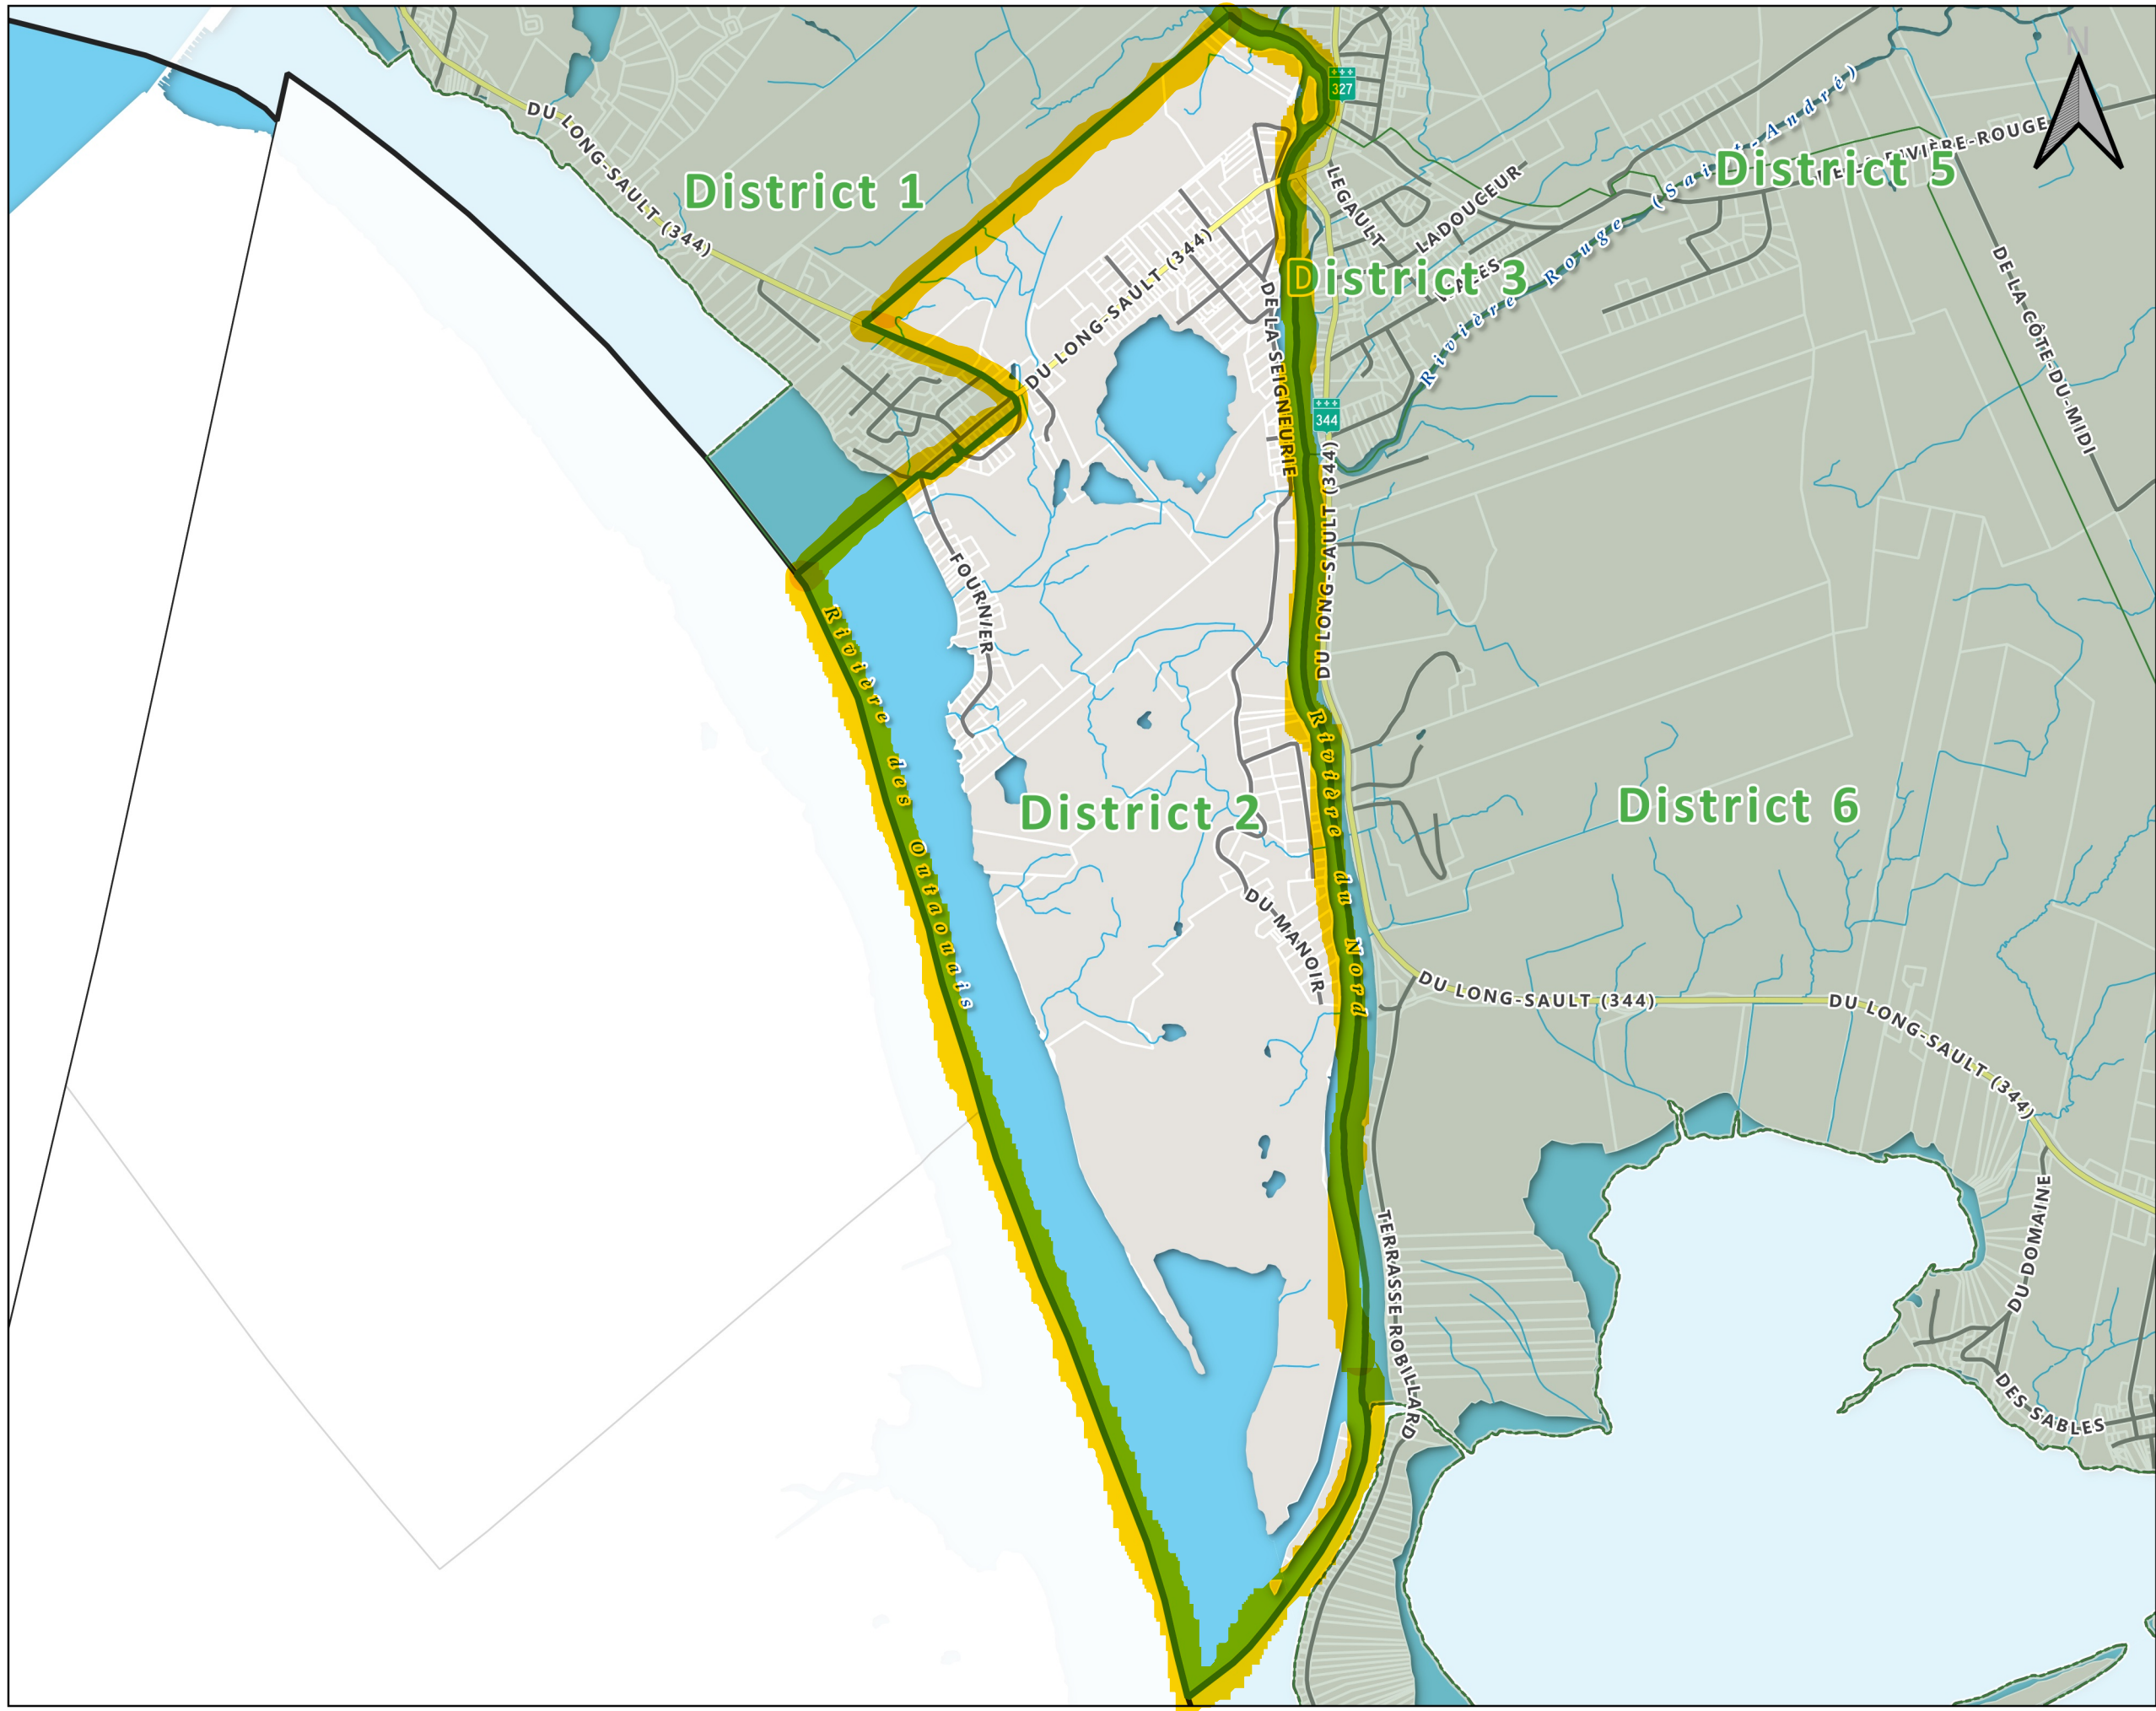 N
327
DU LONG-SAULT (344)
District 1
LEGAULT
LADOUCEUR
Rivière Rouge (Saint-André)
District 5
DE LA CÔTE-DU-MIDI
DU LONG-SAULT (344)
DE LA SEIGNEURIE
District 3
344
DU LONG-SAULT (344)
FOURNIER
Rivière des Outaouais
Rivière du Nord
District 2
District 6
DU MANOIR
DU LONG-SAULT (344)
DU LONG-SAULT (344)
TERRASSE ROBILLARD
DU DOMAINE
DES SABLES